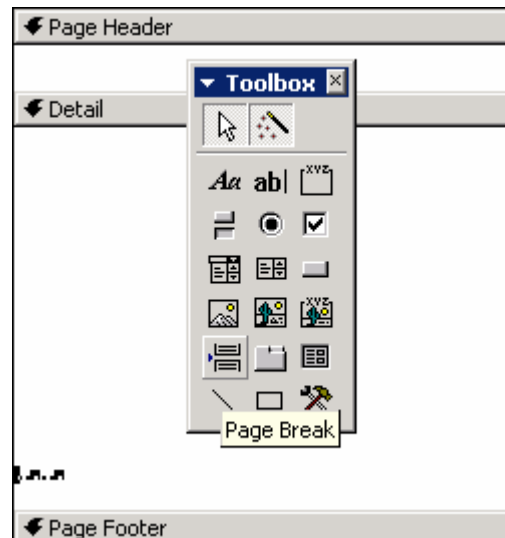 Page Header
Toolbox
Detail
Aa ab| XYZ
XYZ
Page Break
Page Footer